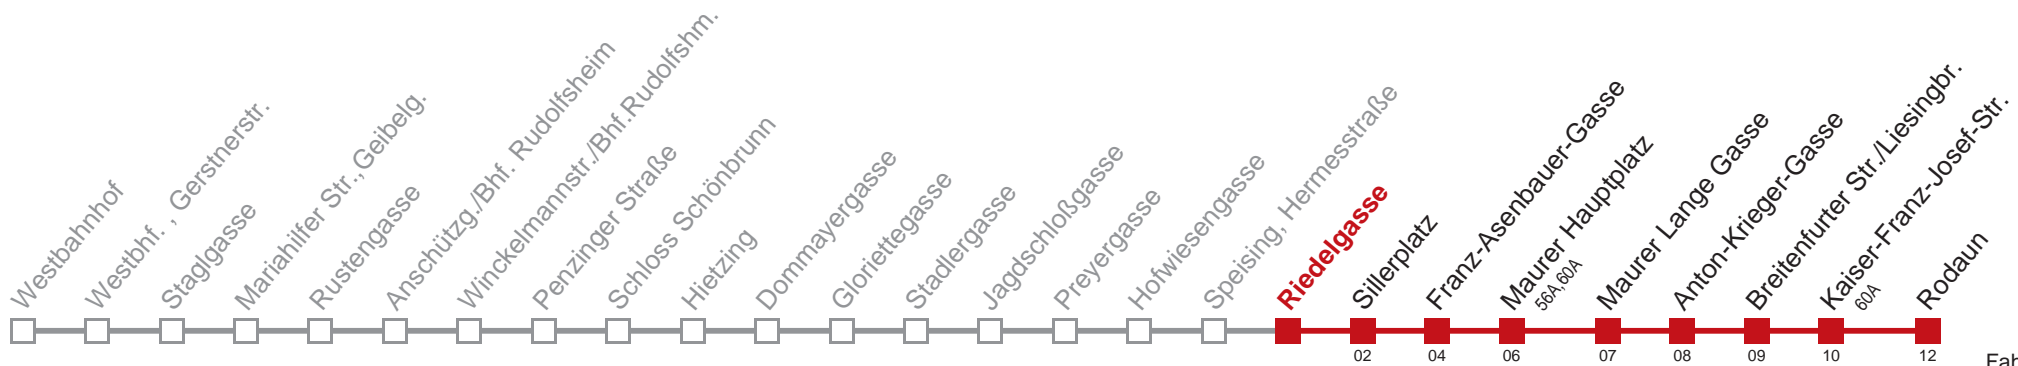 Westbahnhof
Westbhf. , Gerstnerstr.
Staglgasse
Mariahilfer Str.,Geibelg.
Rustengasse
Anschützg./Bhf. Rudolfsheim
Winckelmannstr./Bhf.Rudolfshm.
Penzinger Straße
Schloss Schönbrunn
Hietzing
Dommayergasse
Gloriettegasse
Stadlergasse
Jagdschloßgasse
Preyergasse
Hofwiesengasse
Speising, Hermesstraße
Riedelgasse
Sillerplatz
Franz-Asenbauer-Gasse
Maurer Hauptplatz
56A,60A
Maurer Lange Gasse
Anton-Krieger-Gasse
Breitenfurter Str./Liesingbr.
Kaiser-Franz-Josef-Str.
60A
Rodaun
02 04 06 07 08 09 10 12
Fah